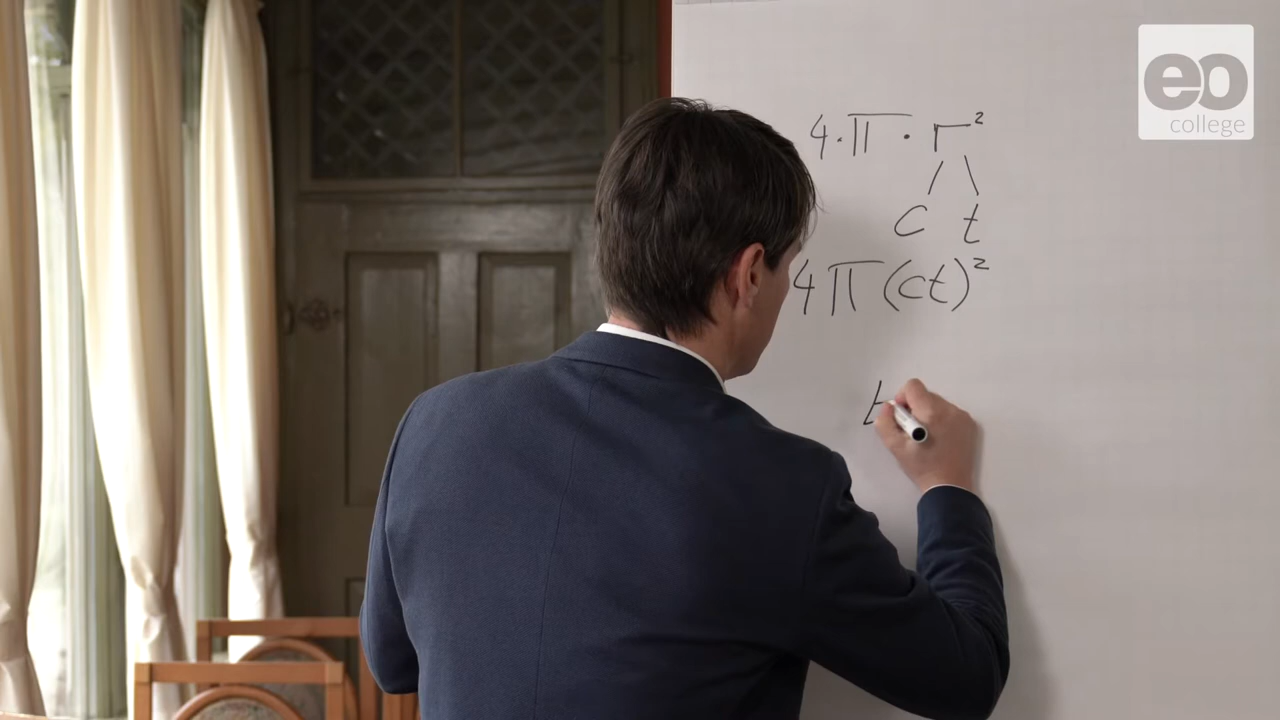 4·π·r²
c t
4π(ct)²
t
eo
college